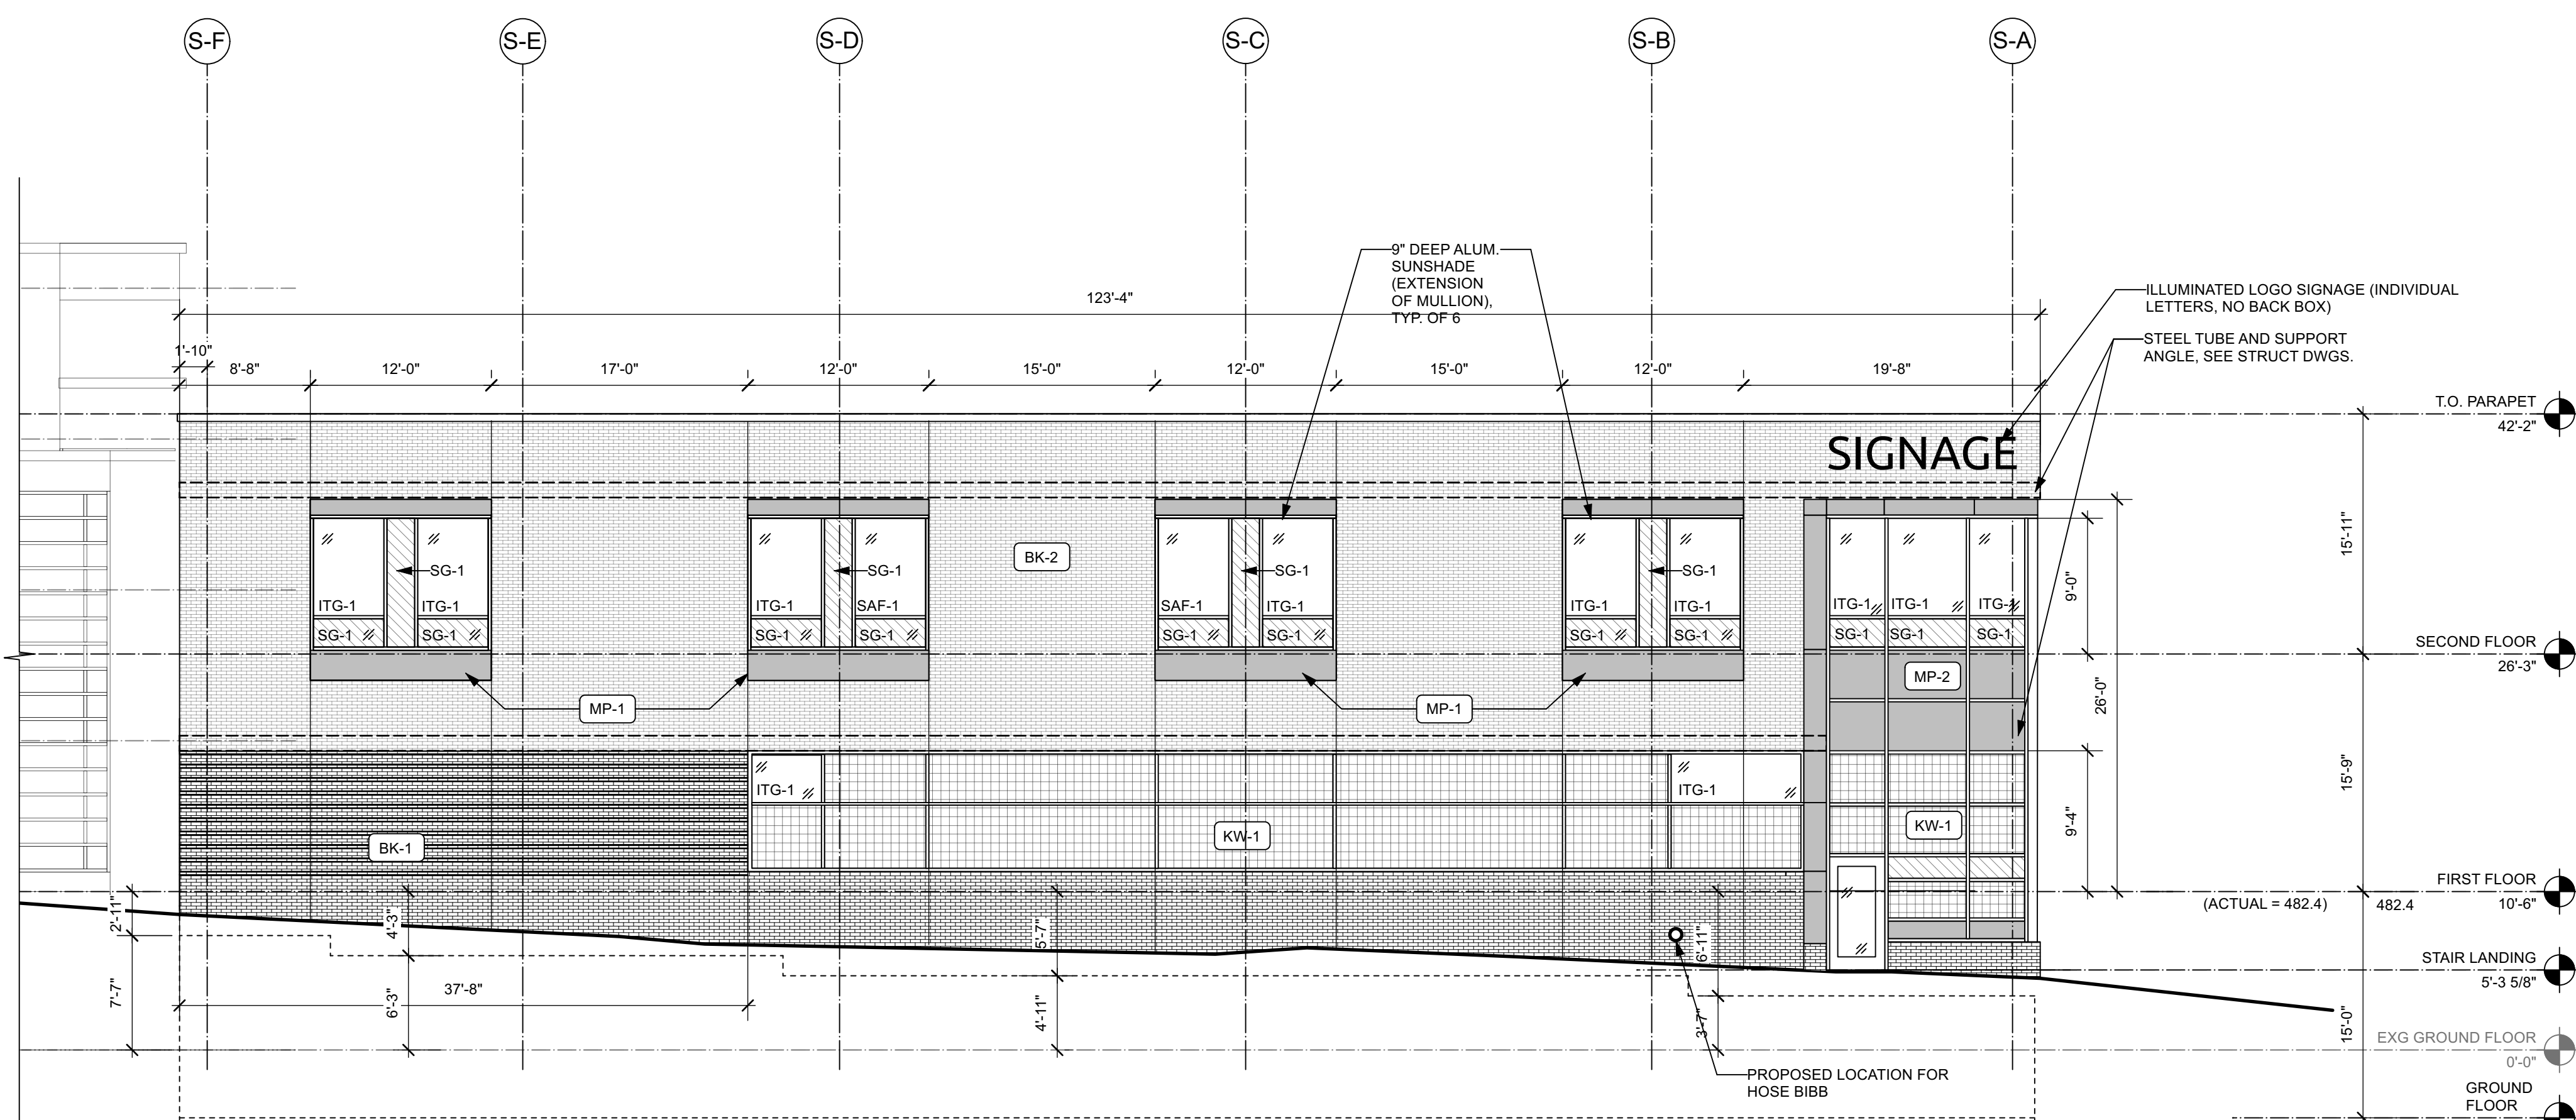 S-F
S-E
S-D
S-C
S-B
S-A
9" DEEP ALUM.
SUNSHADE
(EXTENSION
OF MULLION),
TYP. OF 6
123'-4"
ILLUMINATED LOGO SIGNAGE (INDIVIDUAL
LETTERS, NO BACK BOX)
STEEL TUBE AND SUPPORT
ANGLE, SEE STRUCT DWGS.
1'-10"
8'-8"
12'-0"
17'-0"
12'-0"
15'-0"
12'-0"
15'-0"
12'-0"
19'-8"
T.O. PARAPET
42'-2"
SIGNAGE
BK-2
SG-1
SG-1
SG-1
SG-1
15'-11"
9'-0"
ITG-1
ITG-1
ITG-1
SAF-1
SAF-1
ITG-1
ITG-1
ITG-1
ITG-1
ITG-1
ITG-1
SG-1
SG-1
SG-1
SG-1
SG-1
SG-1
SG-1
SG-1
SG-1
SG-1
SG-1
SECOND FLOOR
26'-3"
MP-2
MP-1
MP-1
26'-0"
ITG-1
ITG-1
15'-9"
9'-4"
BK-1
KW-1
KW-1
FIRST FLOOR
10'-6"
(ACTUAL = 482.4)
482.4
2'-11"
4'-3"
5'-7"
6'-11"
STAIR LANDING
5'-3 5/8"
7'-7"
6'-3"
37'-8"
4'-11"
3'-7"
15'-0"
EXG GROUND FLOOR
0'-0"
PROPOSED LOCATION FOR
HOSE BIBB
GROUND
FLOOR